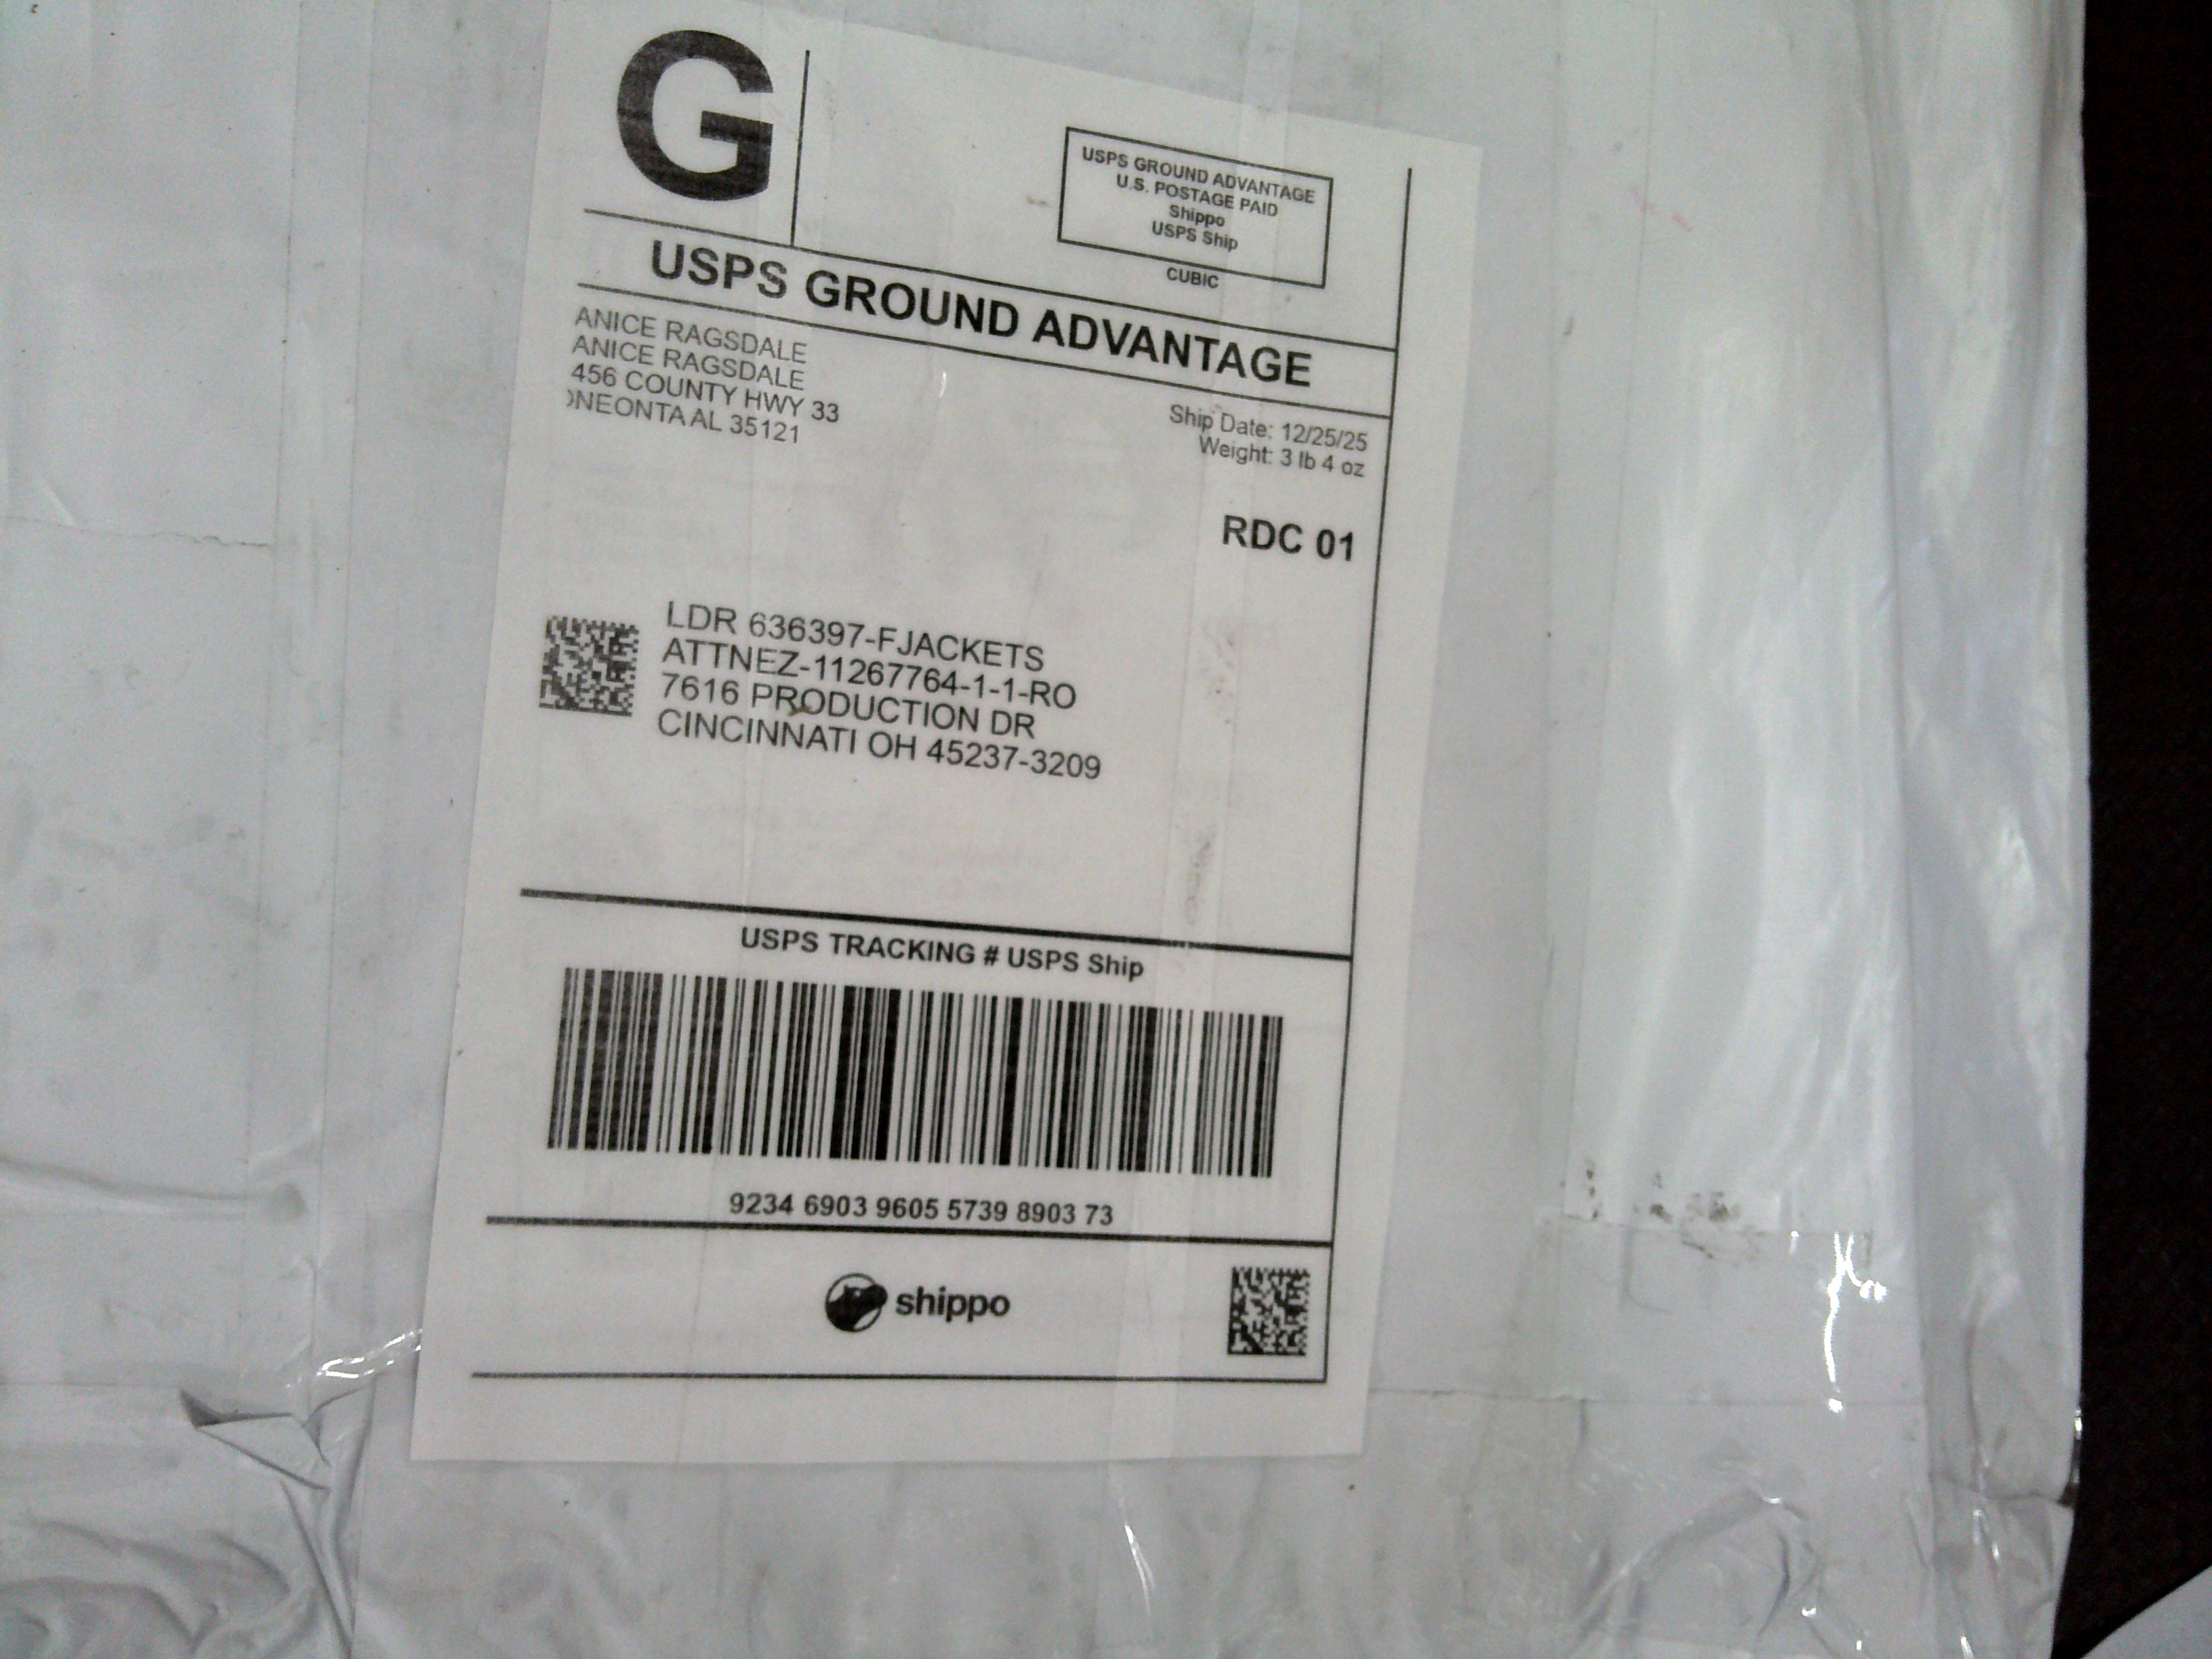 G
USPS GROUND ADVANTAGE
U.S. POSTAGE PAID
Shippo
USPS Ship
CUBIC
USPS GROUND ADVANTAGE
ANICE RAGSDALE
ANICE RAGSDALE
456 COUNTY HWY 33
ONEONTA AL 35121
Ship Date: 12/25/25
Weight: 3 lb 4 oz
RDC 01
LDR 636397-FJACKETS
ATTNEZ-11267764-1-1-RO
7616 PRODUCTION DR
CINCINNATI OH 45237-3209
USPS TRACKING # USPS Ship
9234 6903 9605 5739 8903 73
shippo